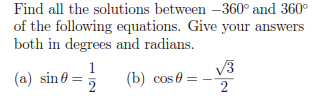 Find all the solutions between −360° and 360°
of the following equations. Give your answers
both in degrees and radians.
(a) sin θ = 1/2 (b) cos θ = −√3/2